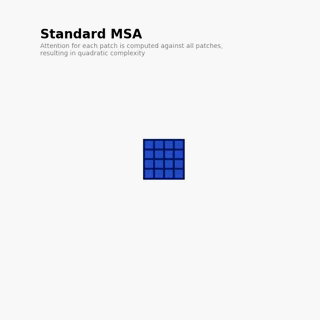 Standard MSA
Attention for each patch is computed against all patches,
resulting in quadratic complexity